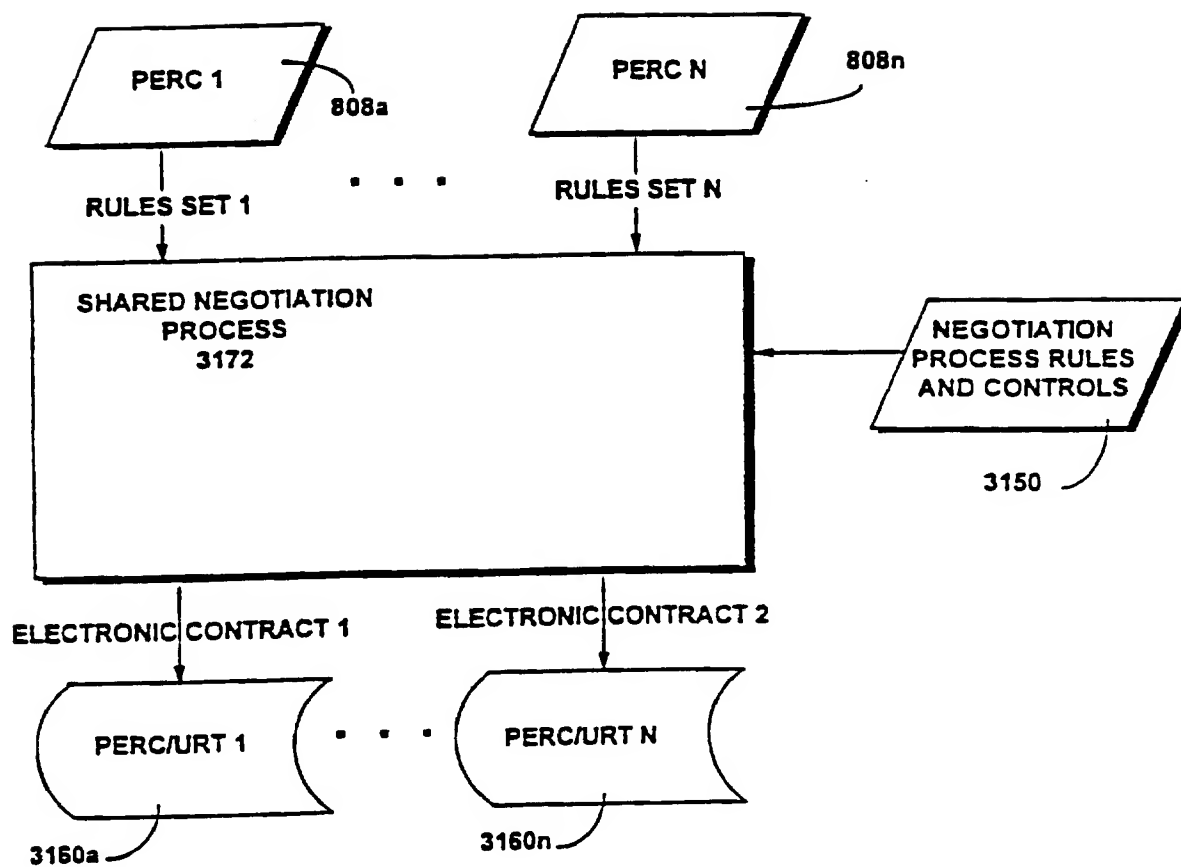 PERC 1
808a
PERC N
808n
RULES SET 1
RULES SET N
SHARED NEGOTIATION
PROCESS
3172
NEGOTIATION
PROCESS RULES
AND CONTROLS
3150
ELECTRONIC CONTRACT 1
ELECTRONIC CONTRACT 2
PERC/URT 1
PERC/URT N
3160a
3160n